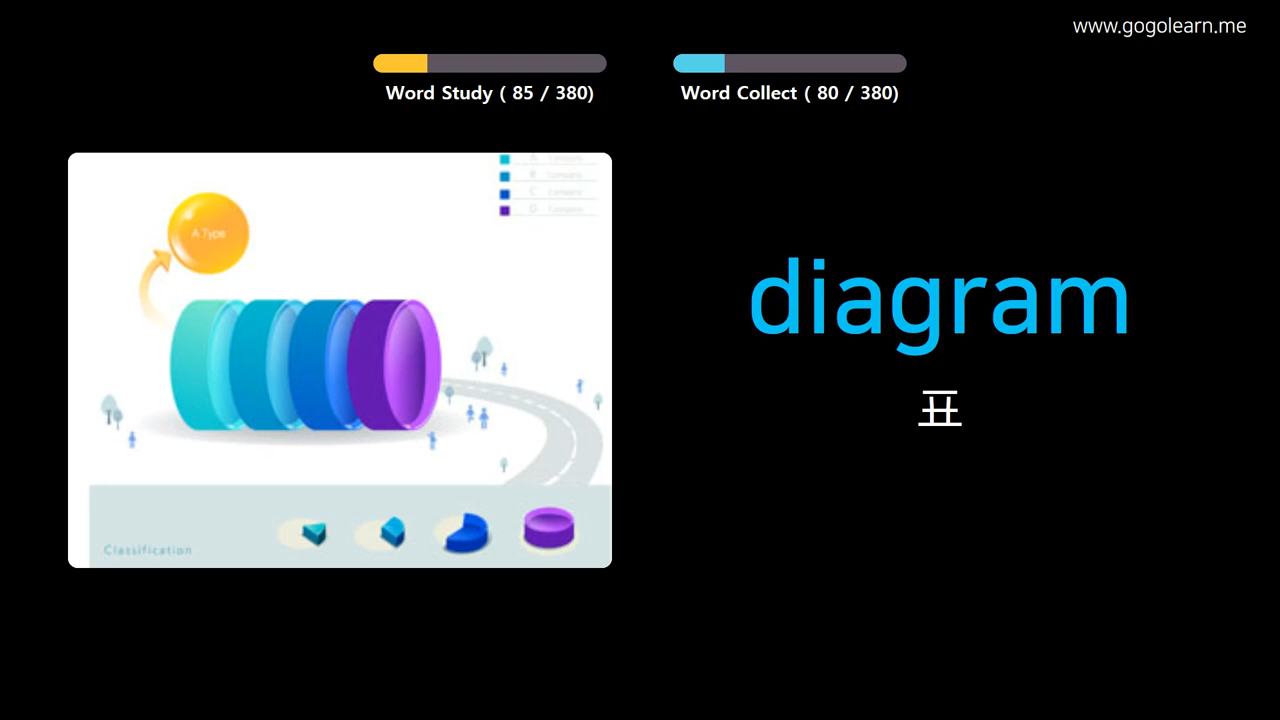 www.gogolearn.me
Word Study ( 85 / 380)
Word Collect ( 80 / 380)
A
B
C
D
A Type
diagram
표
Classification